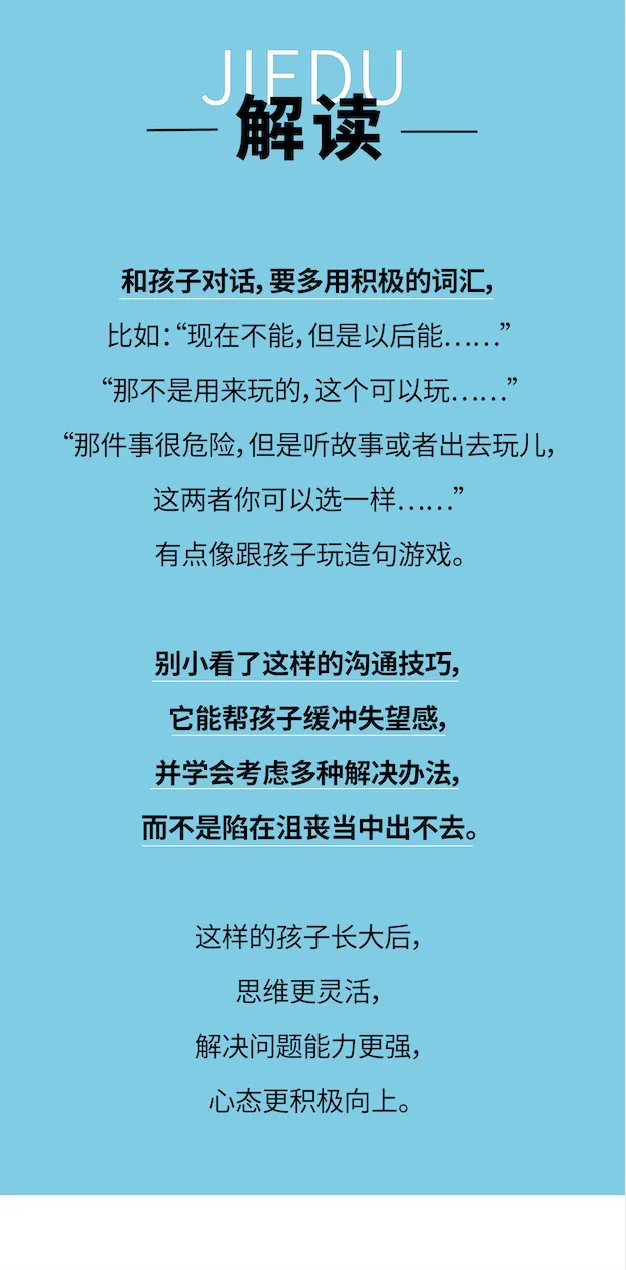 JIEDU
解读
和孩子对话，要多用积极的词汇，
比如：“现在不能，但是以后能……”
“那不是用来玩的，这个可以玩……”
“那件事很危险，但是听故事或者出去玩儿，
这两者你可以选一样……”
有点像跟孩子玩造句游戏。
别小看了这样的沟通技巧，
它能帮孩子缓冲失望感，
并学会考虑多种解决办法，
而不是陷在沮丧当中出不去。
这样的孩子长大后，
思维更灵活，
解决问题能力更强，
心态更积极向上。